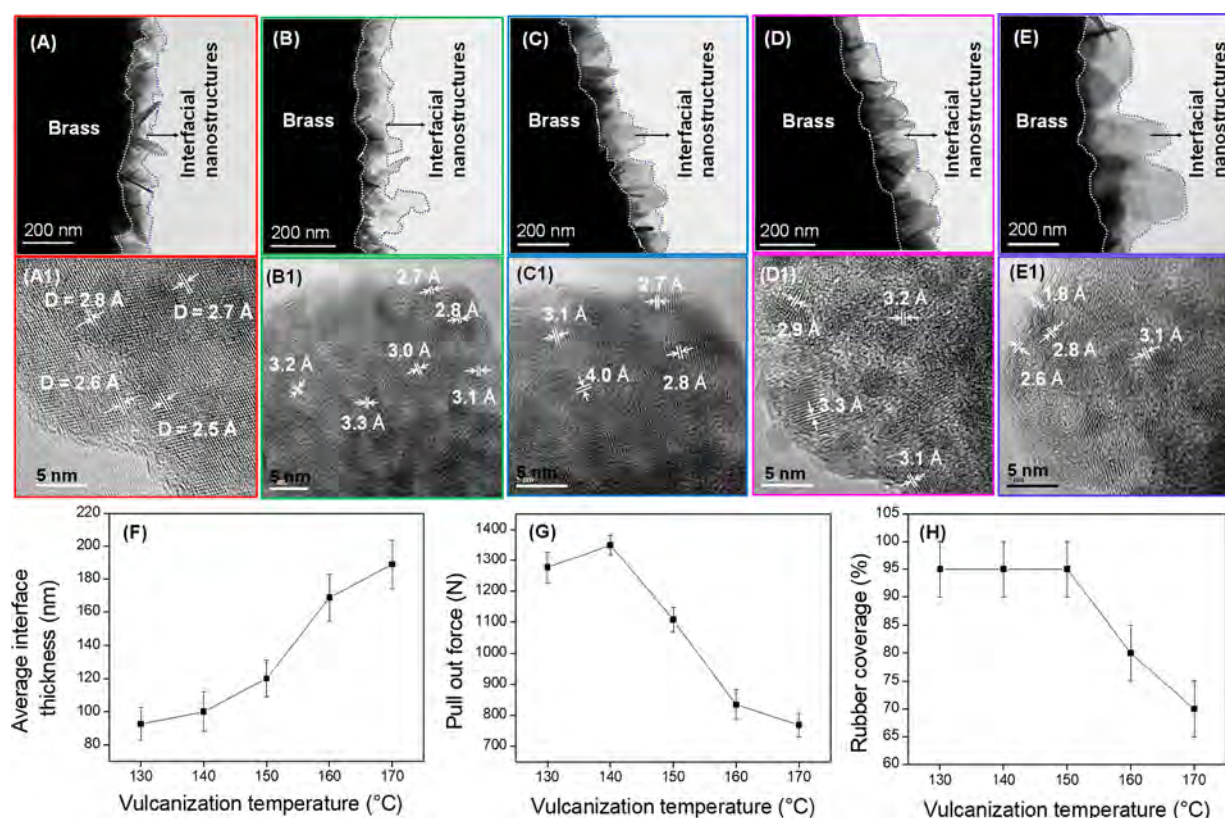 (A)
Brass
Interfacial
nanostructures
200 nm
(B)
Brass
Interfacial
nanostructures
200 nm
(C)
Brass
Interfacial
nanostructures
200 nm
(D)
Brass
Interfacial
nanostructures
200 nm
(E)
Brass
Interfacial
nanostructures
200 nm
(A1)
D = 2.8 Å
D = 2.7 Å
D = 2.6 Å
D = 2.5 Å
5 nm
(B1)
2.7 Å
2.8 Å
3.2 Å
3.0 Å
3.1 Å
3.3 Å
5 nm
(C1)
2.7 Å
3.1 Å
4.0 Å
2.8 Å
5 nm
(D1)
3.2 Å
2.9 Å
3.3 Å
3.1 Å
5 nm
(E1)
1.8 Å
3.1 Å
2.8 Å
2.6 Å
5 nm
(F)
Average interface
thickness (nm)
220
200
180
160
140
120
100
80
130 140 150 160 170
Vulcanization temperature (°C)
(G)
Pull out force (N)
1400
1300
1200
1100
1000
900
800
700
130 140 150 160 170
Vulcanization temperature (°C)
(H)
Rubber coverage (%)
105
100
95
90
85
80
75
70
65
60
130 140 150 160 170
Vulcanization temperature (°C)